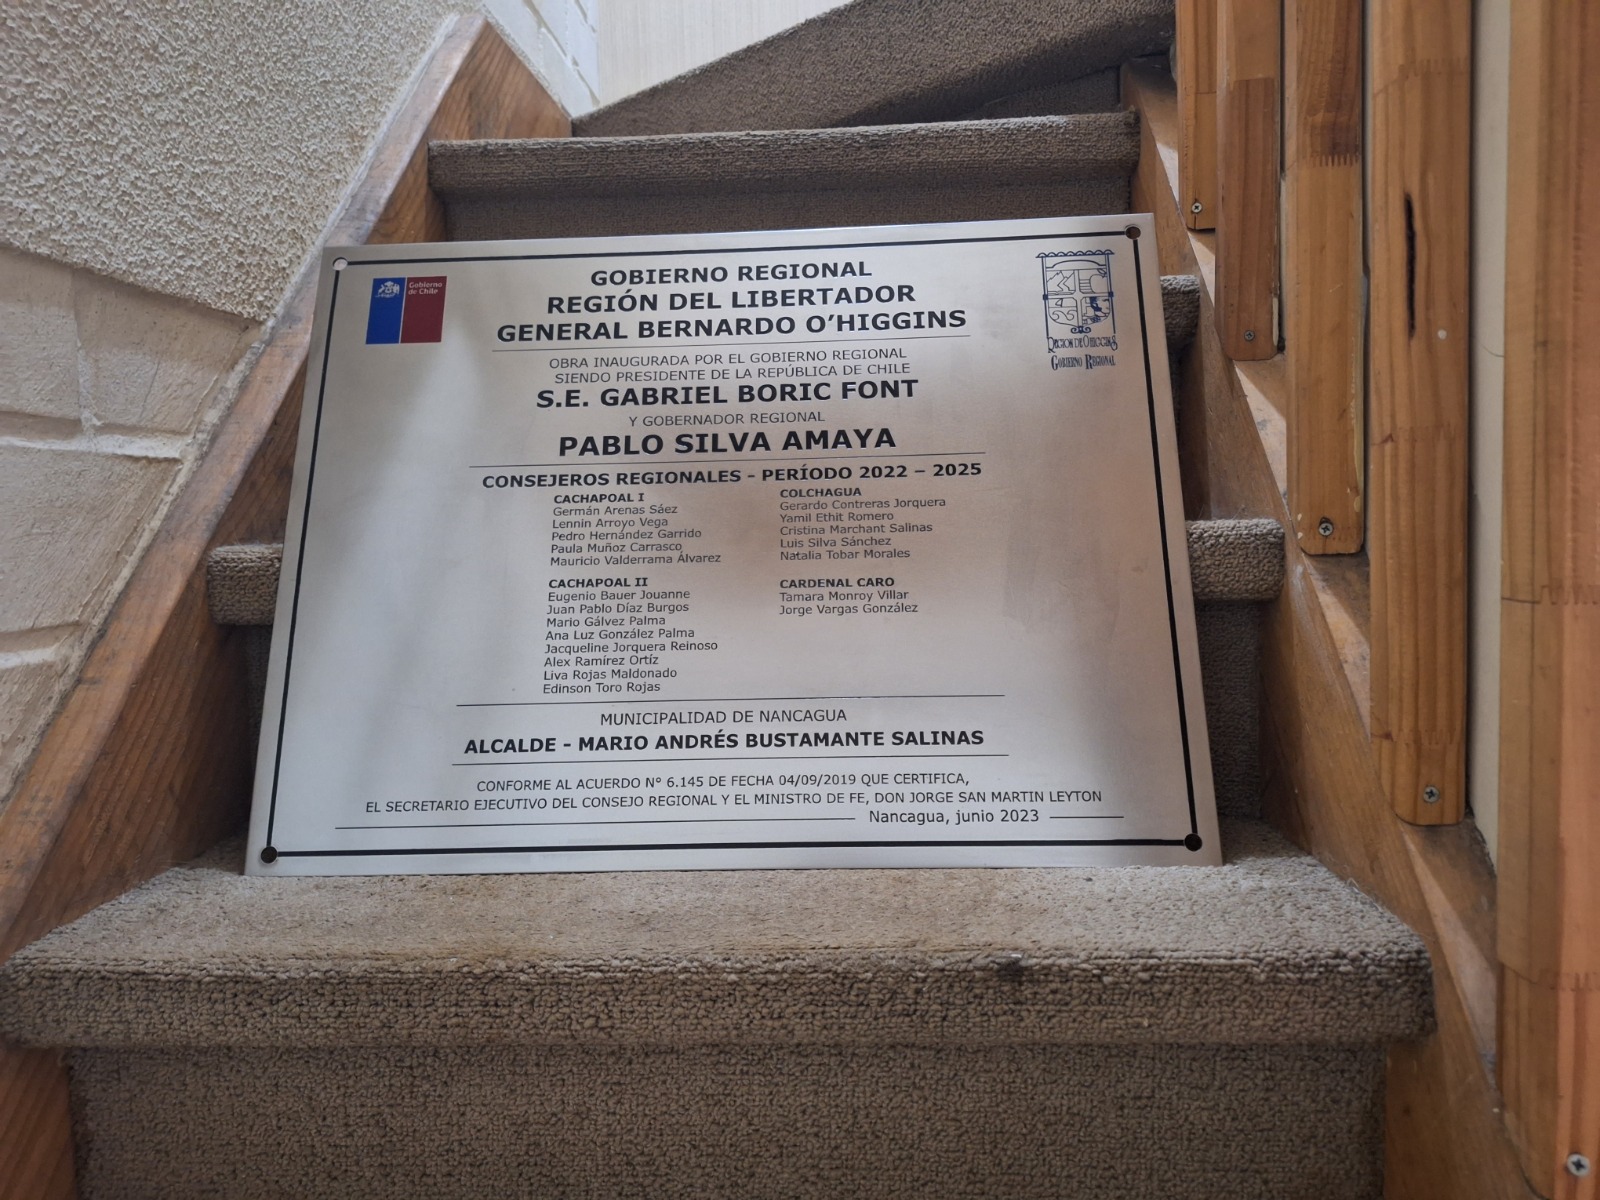 Gobierno
de Chile
GOBIERNO REGIONAL
REGIÓN DEL LIBERTADOR
GENERAL BERNARDO O'HIGGINS
REGION DE O'HIGGINS
GOBIERNO REGIONAL
OBRA INAUGURADA POR EL GOBIERNO REGIONAL
SIENDO PRESIDENTE DE LA REPÚBLICA DE CHILE
S.E. GABRIEL BORIC FONT
Y GOBERNADOR REGIONAL
PABLO SILVA AMAYA
CONSEJEROS REGIONALES - PERÍODO 2022 – 2025
CACHAPOAL I
Germán Arenas Sáez
Lennín Arroyo Vega
Pedro Hernández Garrido
Paula Muñoz Carrasco
Mauricio Valderrama Álvarez
CACHAPOAL II
Eugenio Bauer Jouanne
Juan Pablo Díaz Burgos
Mario Gálvez Palma
Ana Luz González Palma
Jacqueline Jorquera Reinoso
Alex Ramírez Ortíz
Liva Rojas Maldonado
Edinson Toro Rojas
COLCHAGUA
Gerardo Contreras Jorquera
Yamil Ethit Romero
Cristina Marchant Salinas
Luis Silva Sánchez
Natalia Tobar Morales
CARDENAL CARO
Tamara Monroy Villar
Jorge Vargas González
MUNICIPALIDAD DE NANCAGUA
ALCALDE - MARIO ANDRÉS BUSTAMANTE SALINAS
CONFORME AL ACUERDO Nº 6.145 DE FECHA 04/09/2019 QUE CERTIFICA,
EL SECRETARIO EJECUTIVO DEL CONSEJO REGIONAL Y EL MINISTRO DE FE, DON JORGE SAN MARTIN LEYTON
Nancagua, junio 2023